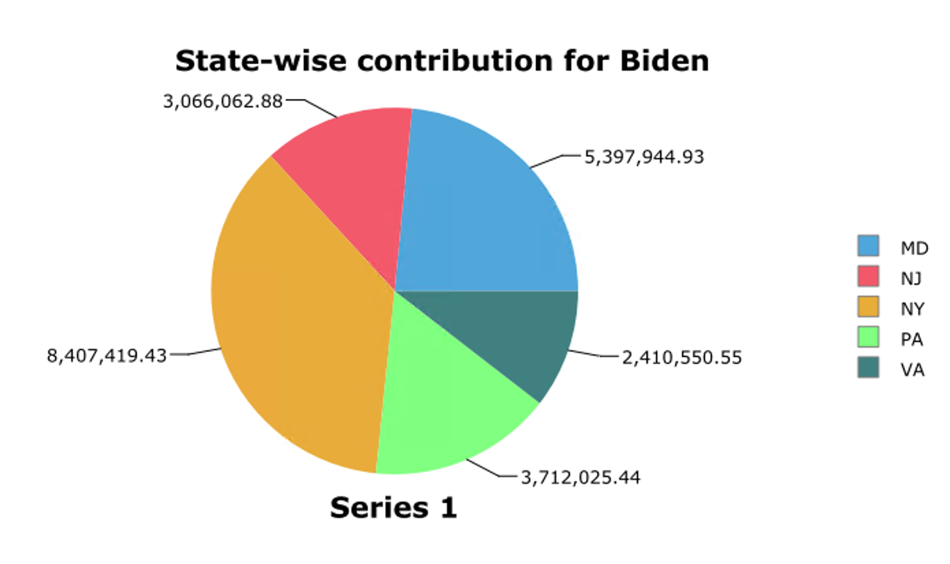 State-wise contribution for Biden
3,066,062.88
5,397,944.93
8,407,419.43
2,410,550.55
3,712,025.44
Series 1
MD
NJ
NY
PA
VA